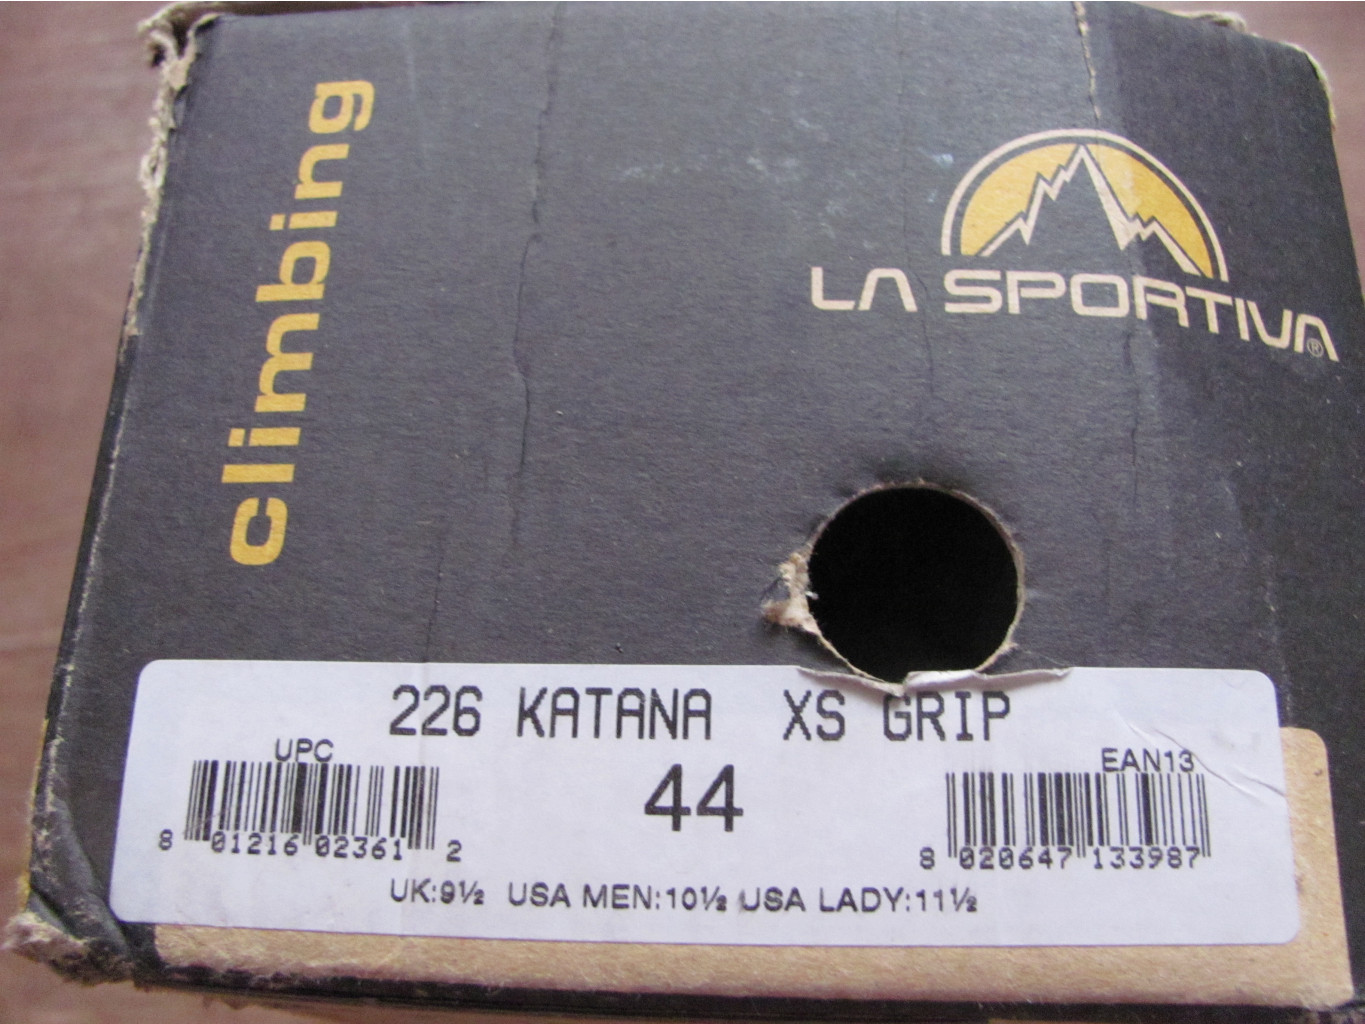 climbing
LA SPORTIVA®
226 KATANA XS GRIP
UPC
EAN13
44
8 01216 02361 2
8 020647 133987
UK:9½ USA MEN:10½ USA LADY:11½